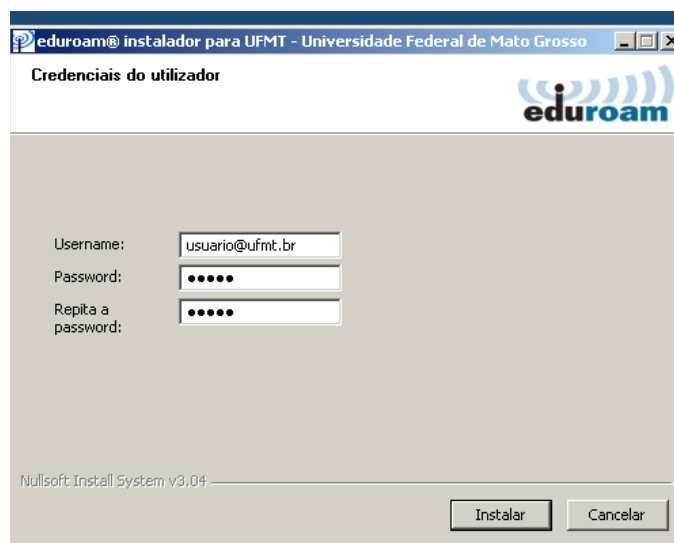 eduroam® instalador para UFMT - Universidade Federal de Mato Grosso
Credenciais do utilizador
eduroam
Username:
usuario@ufmt.br
Password:
●●●●●
Repita a
password:
●●●●●
Nullsoft Install System v3.04
Instalar
Cancelar